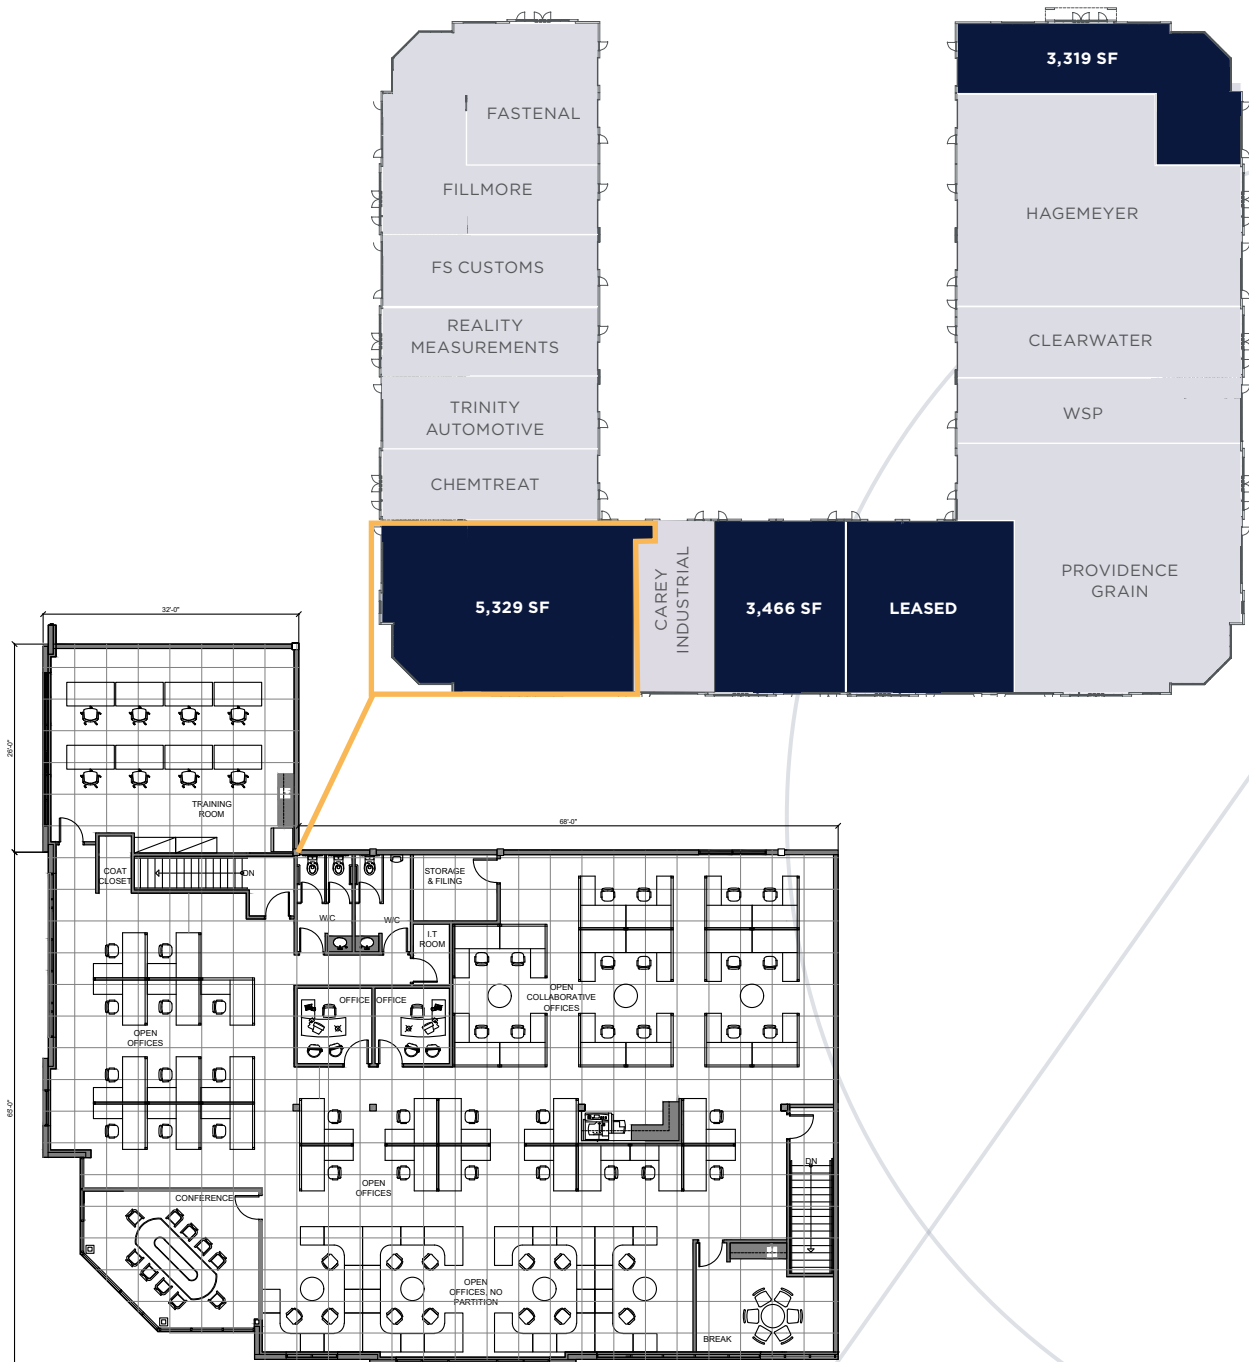 3,319 SF
FASTENAL
FILLMORE
HAGEMEYER
FS CUSTOMS
REALITY
MEASUREMENTS
CLEARWATER
TRINITY
AUTOMOTIVE
WSP
CHEMTREAT
5,329 SF
CAREY
INDUSTRIAL
3,466 SF
LEASED
PROVIDENCE
GRAIN
32'-0"
26'-0"
TRAINING
ROOM
68'-0"
COAT
CLOSET
DN
STORAGE
& FILING
W/C
W/C
I.T
ROOM
OFFICE
OFFICE
OPEN
COLLABORATIVE
OFFICES
OPEN
OFFICES
OPEN
OFFICES
DN
CONFERENCE
OPEN
OFFICES, NO
PARTITION
BREAK